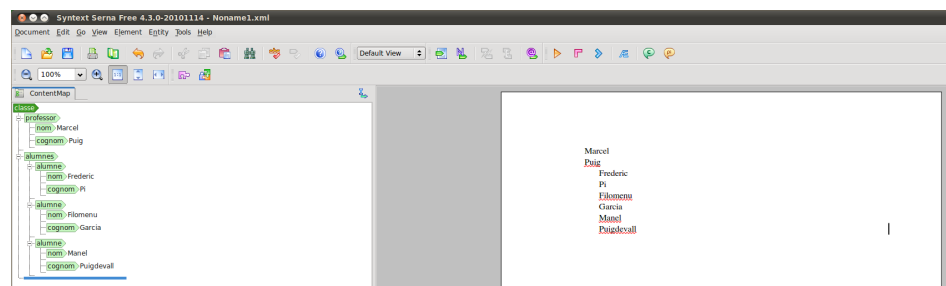 Syntext Serna Free 4.3.0-20101114 - Noname1.xml
Document Edit Go View Element Entity Tools Help
Default View
100%
ContentMap
classe
professor
nom Marcel
cognom Puig
alumnes
alumne
nom Frederic
cognom Pi
alumne
nom Filomenu
cognom Garcia
alumne
nom Manel
cognom Puigdevall
Marcel
Puig
Frederic
Pi
Filomenu
Garcia
Manel
Puigdevall